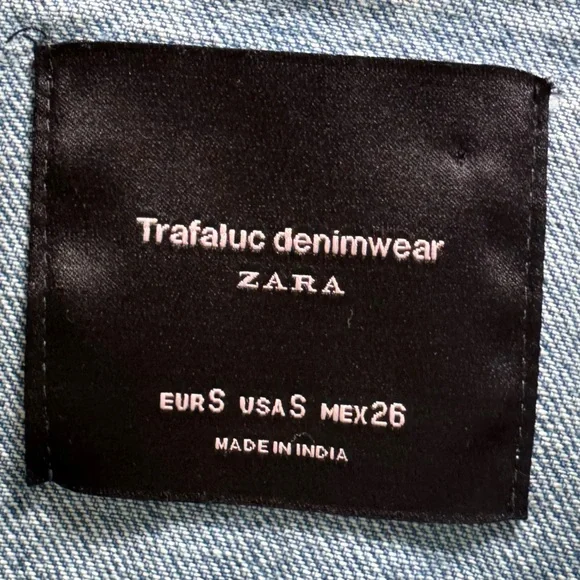 Trafaluc denimwear
ZARA
EUR S USA S MEX 26
MADE IN INDIA